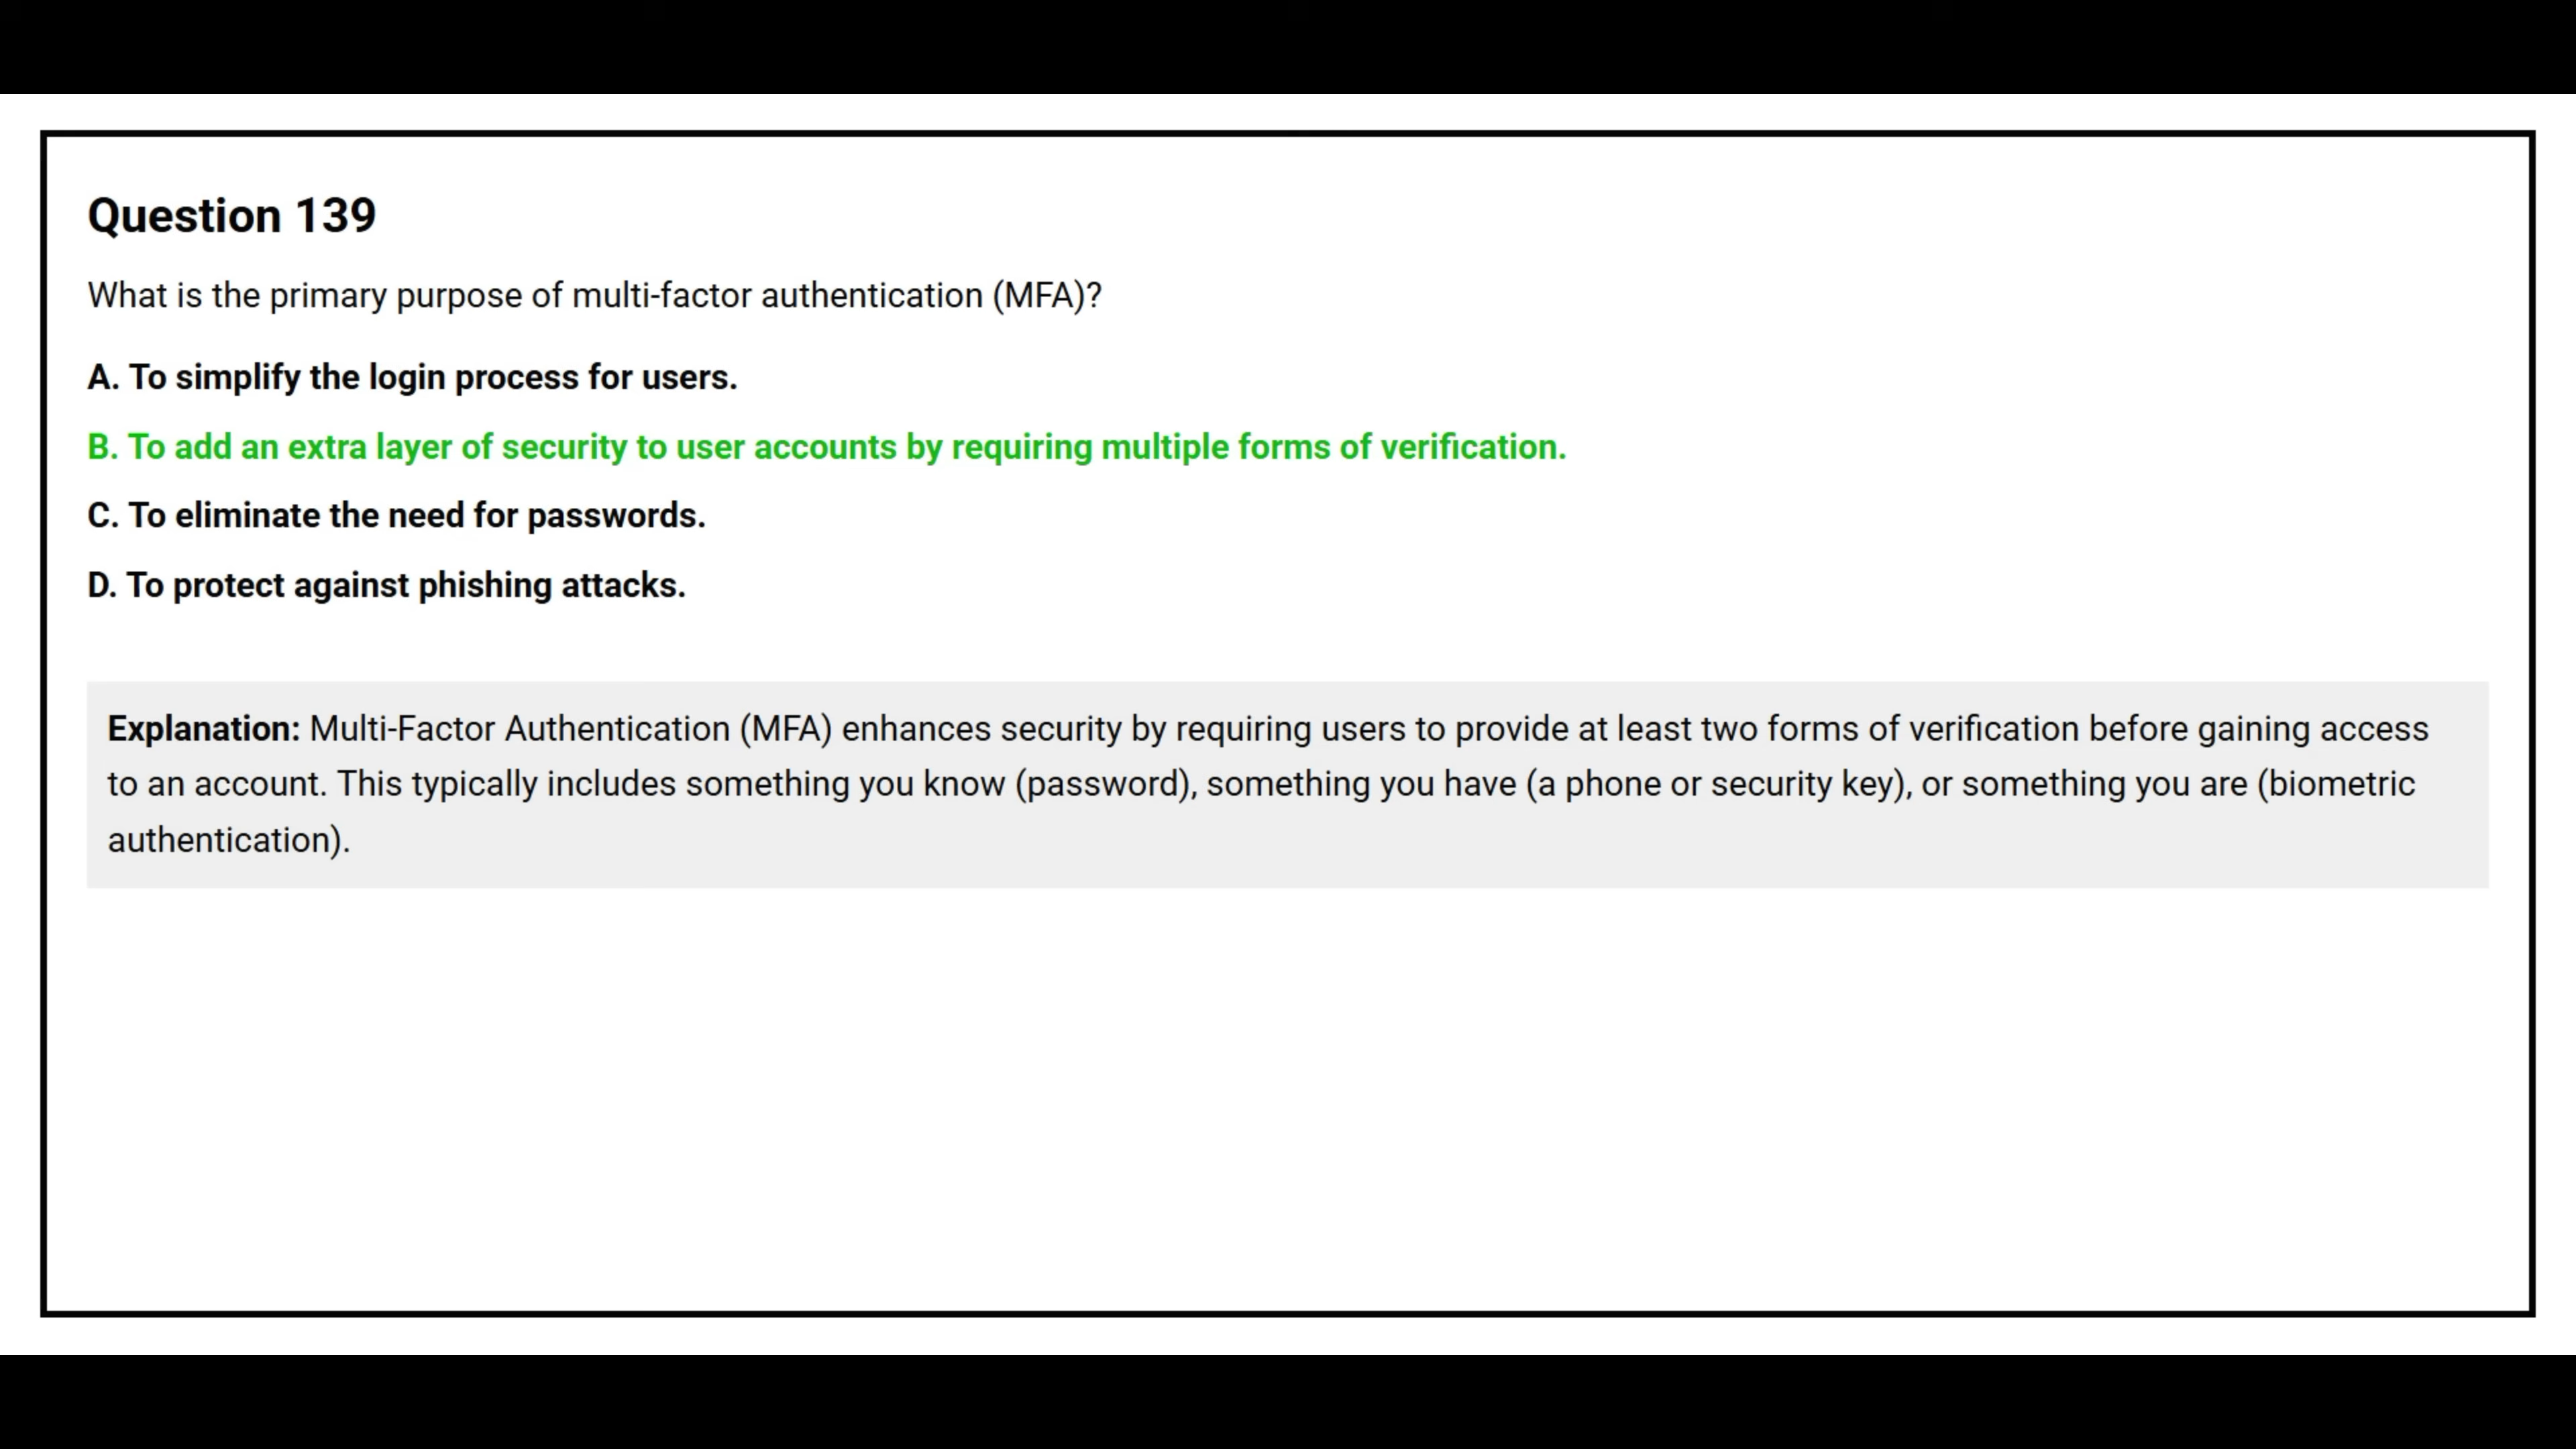 Question 139
What is the primary purpose of multi-factor authentication (MFA)?
A. To simplify the login process for users.
B. To add an extra layer of security to user accounts by requiring multiple forms of verification.
C. To eliminate the need for passwords.
D. To protect against phishing attacks.
Explanation: Multi-Factor Authentication (MFA) enhances security by requiring users to provide at least two forms of verification before gaining access
to an account. This typically includes something you know (password), something you have (a phone or security key), or something you are (biometric
authentication).